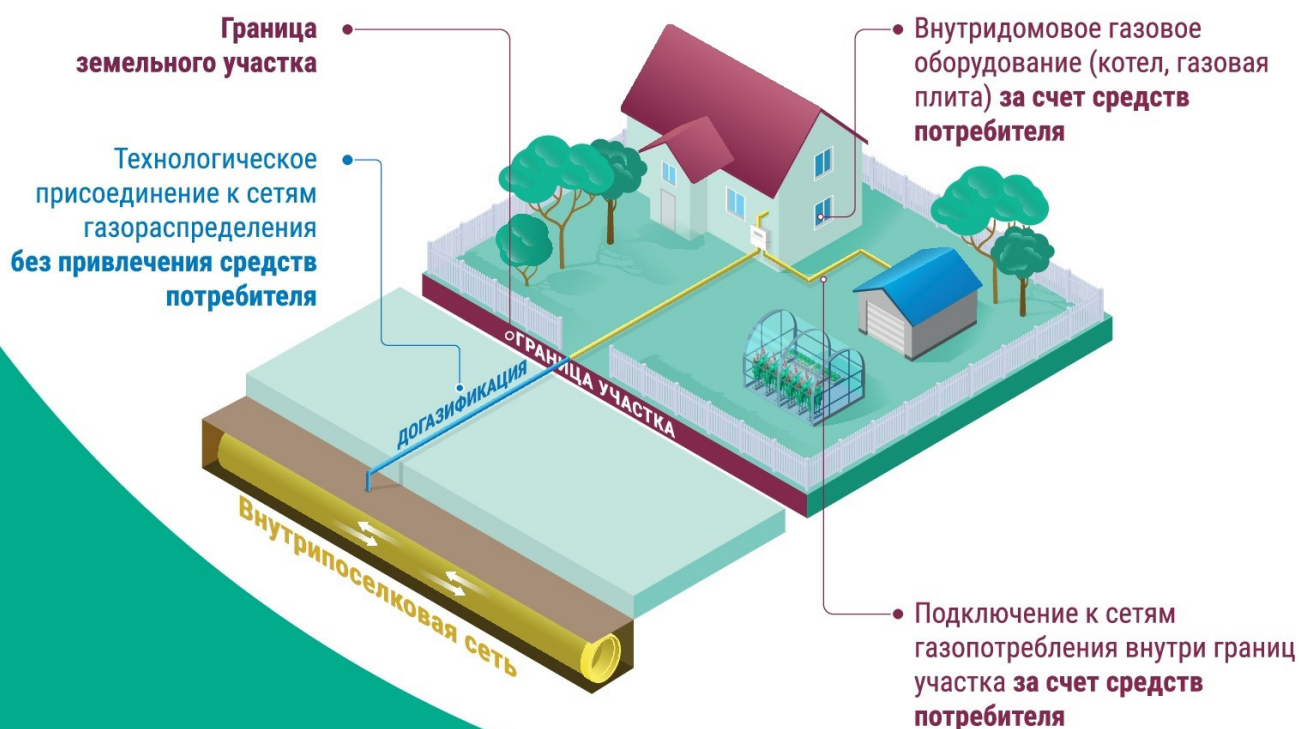 Граница
земельного участка
Технологическое
присоединение к сетям
газораспределения
без привлечения средств
потребителя
Внутридомовое газовое
оборудование (котел, газовая
плита) за счет средств
потребителя
ГРАНИЦА УЧАСТКА
ДОГАЗИФИКАЦИЯ
Внутрипоселковая сеть
Подключение к сетям
газопотребления внутри границ
участка за счет средств
потребителя